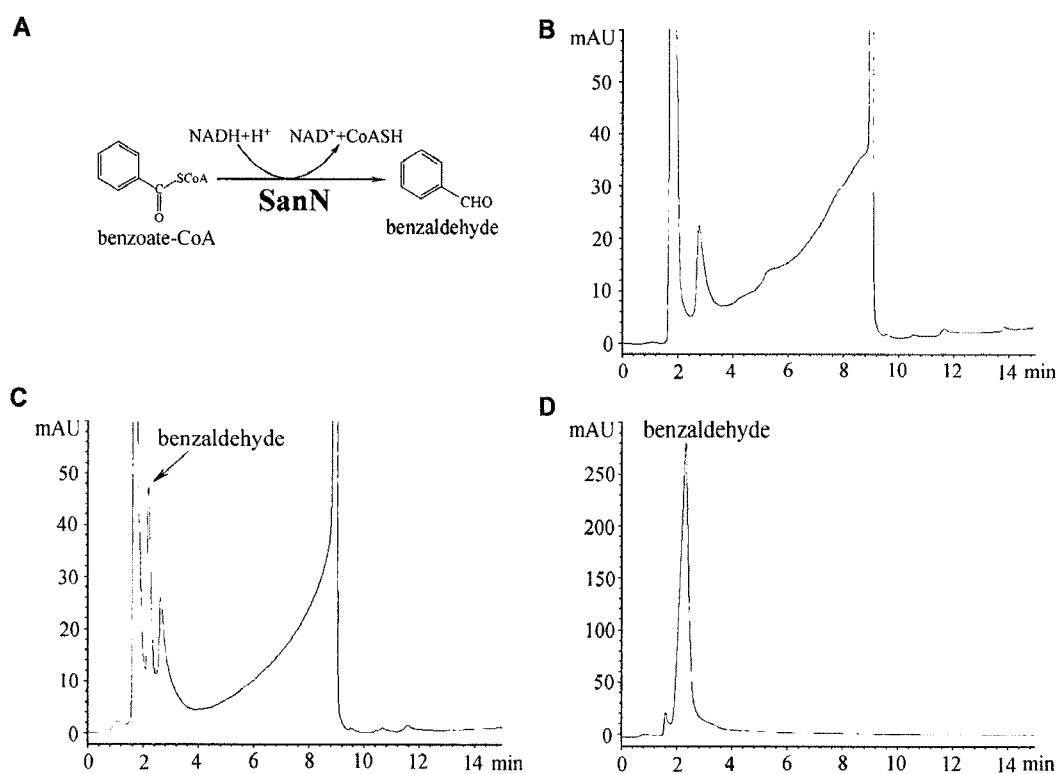 A
NADH+H⁺ NAD⁺+CoASH
SCoA
C
O
SanN
CHO
benzoate-CoA
benzaldehyde
B
mAU
50
40
30
20
10
0
0 2 4 6 8 10 12 14 min
C
mAU
benzaldehyde
50
40
30
20
10
0
0 2 4 6 8 10 12 14 min
D
mAU
benzaldehyde
250
200
150
100
50
0
0 2 4 6 8 10 12 14 min